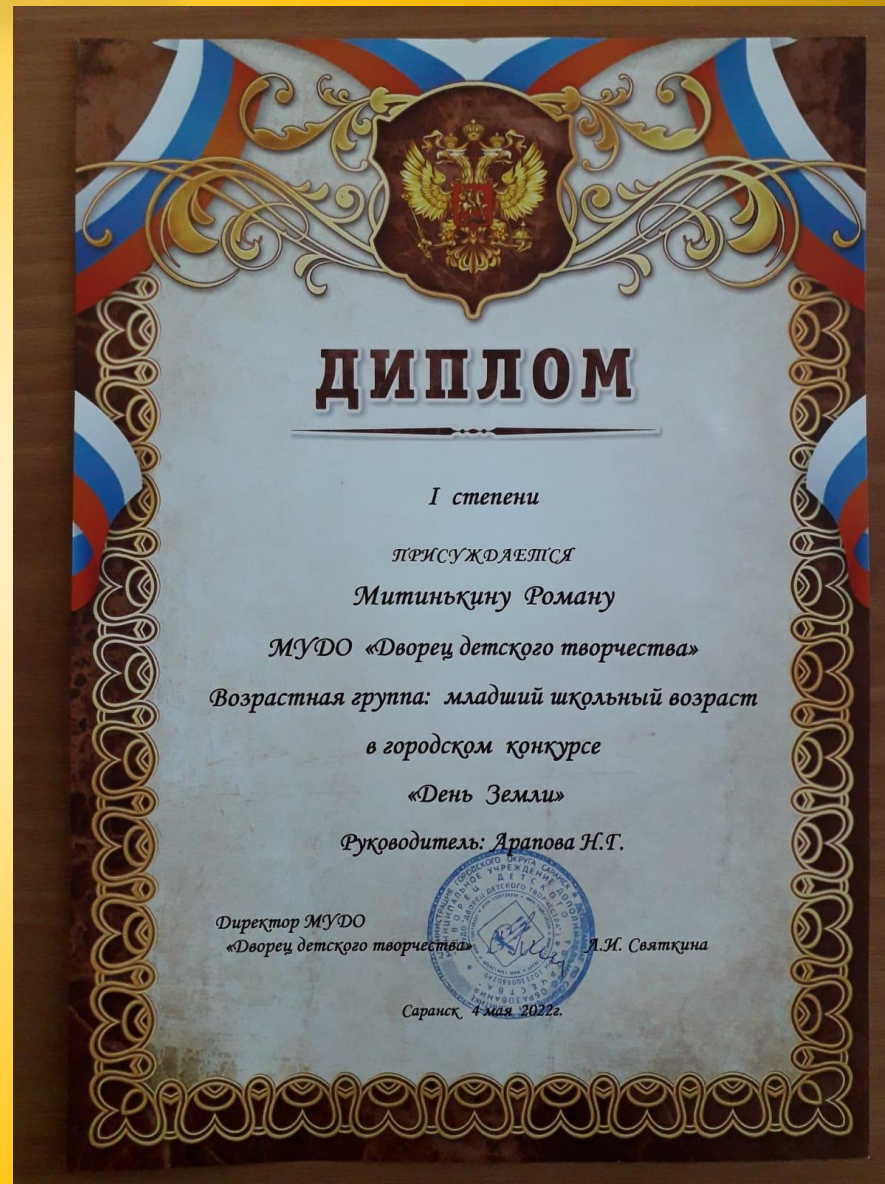 ДИПЛОМ
I степени
ПРИСУЖДАЕТСЯ
Митинькину Роману
МУДО «Дворец детского творчества»
Возрастная группа: младший школьный возраст
в городском конкурсе
«День Земли»
Руководитель: Арапова Н.Г.
Директор МУДО
«Дворец детского творчества» Л.И. Святкина
Саранск, 4 мая 2022г.